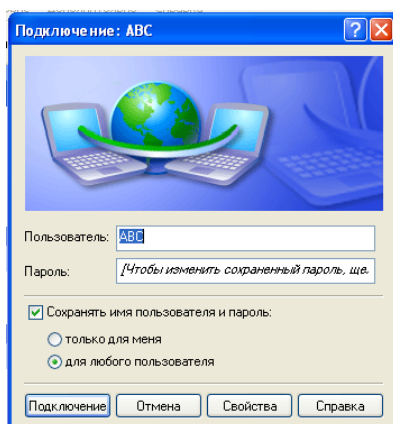 Подключение: ABC
Пользователь: ABC
Пароль: [Чтобы изменить сохраненный пароль, ще.
Сохранять имя пользователя и пароль:
только для меня
для любого пользователя
Подключение Отмена Свойства Справка